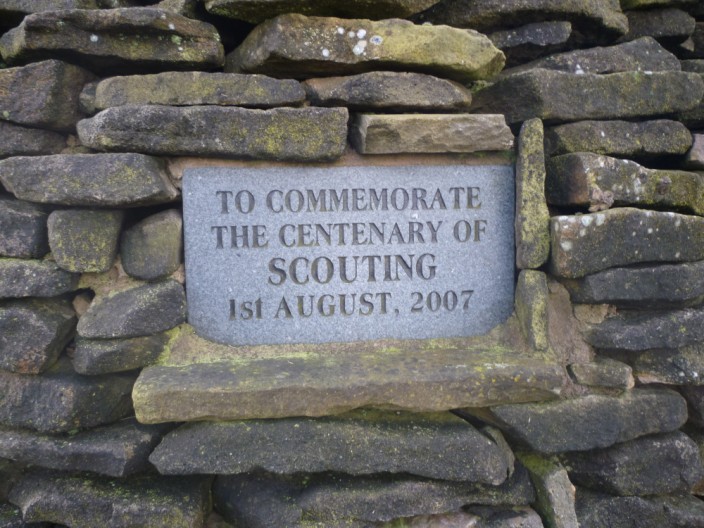 TO COMMEMORATE
THE CENTENARY OF
SCOUTING
1st AUGUST, 2007